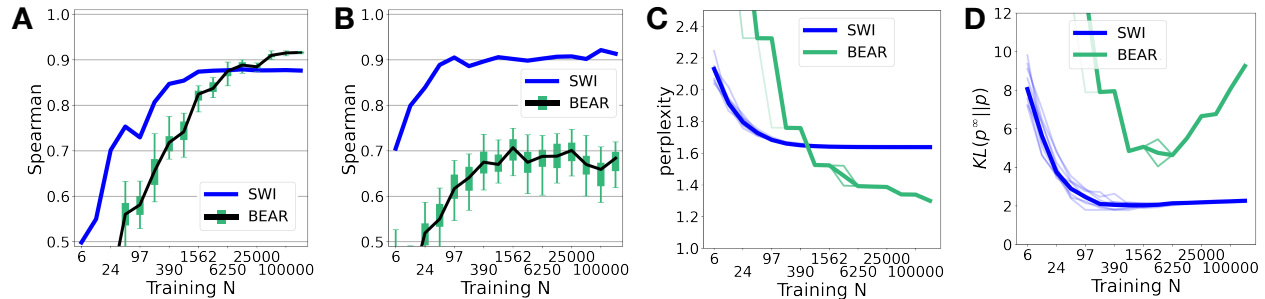 A
Spearman
1.0
0.9
0.8
0.7
0.6
0.5
SWI
BEAR
6 97 1562 25000
24 390 6250 100000
Training N
B
Spearman
1.0
0.9
0.8
0.7
0.6
0.5
SWI
BEAR
6 97 1562 25000
24 390 6250 100000
Training N
C
perplexity
2.4
2.2
2.0
1.8
1.6
1.4
1.2
1.0
SWI
BEAR
6 97 1562 25000
24 390 6250 100000
Training N
D
KL(p∞||p)
12
10
8
6
4
2
0
SWI
BEAR
6 97 1562 25000
24 390 6250 100000
Training N